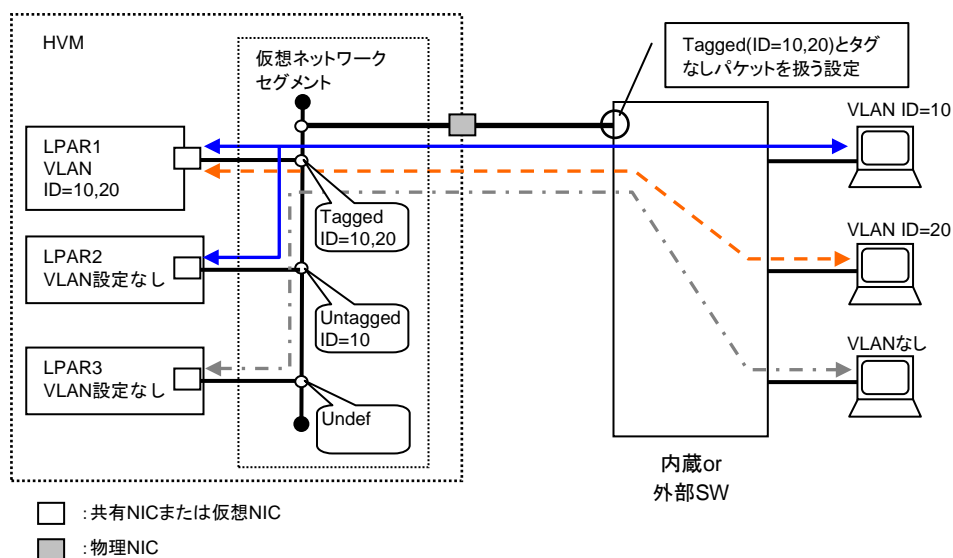 HVM
仮想ネットワーク
セグメント
Tagged(ID=10,20)とタグ
なしパケットを扱う設定
VLAN ID=10
LPAR1
VLAN
ID=10,20
Tagged
ID=10,20
VLAN ID=20
LPAR2
VLAN設定なし
Untagged
ID=10
VLANなし
LPAR3
VLAN設定なし
Undef
内蔵or
外部SW
:共有NICまたは仮想NIC
:物理NIC